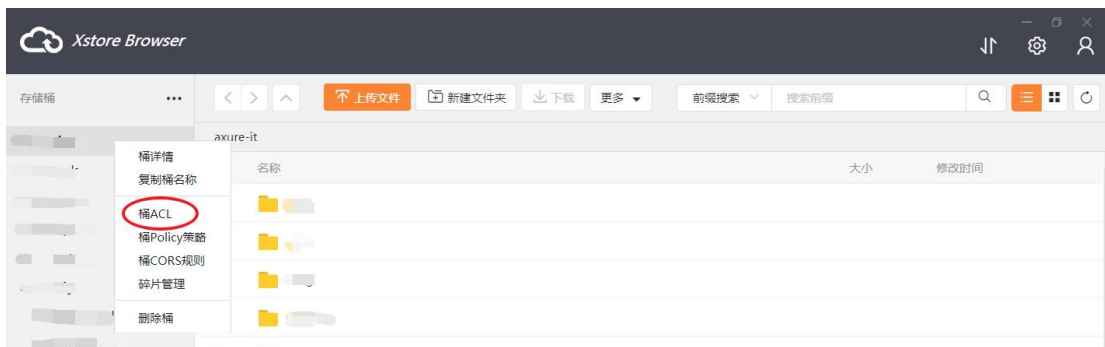 Xstore Browser
存储桶
上传文件
新建文件夹
下载
更多
前缀搜索
搜索前缀
axure-it
名称
大小
修改时间
桶详情
复制桶名称
桶ACL
桶Policy策略
桶CORS规则
碎片管理
删除桶